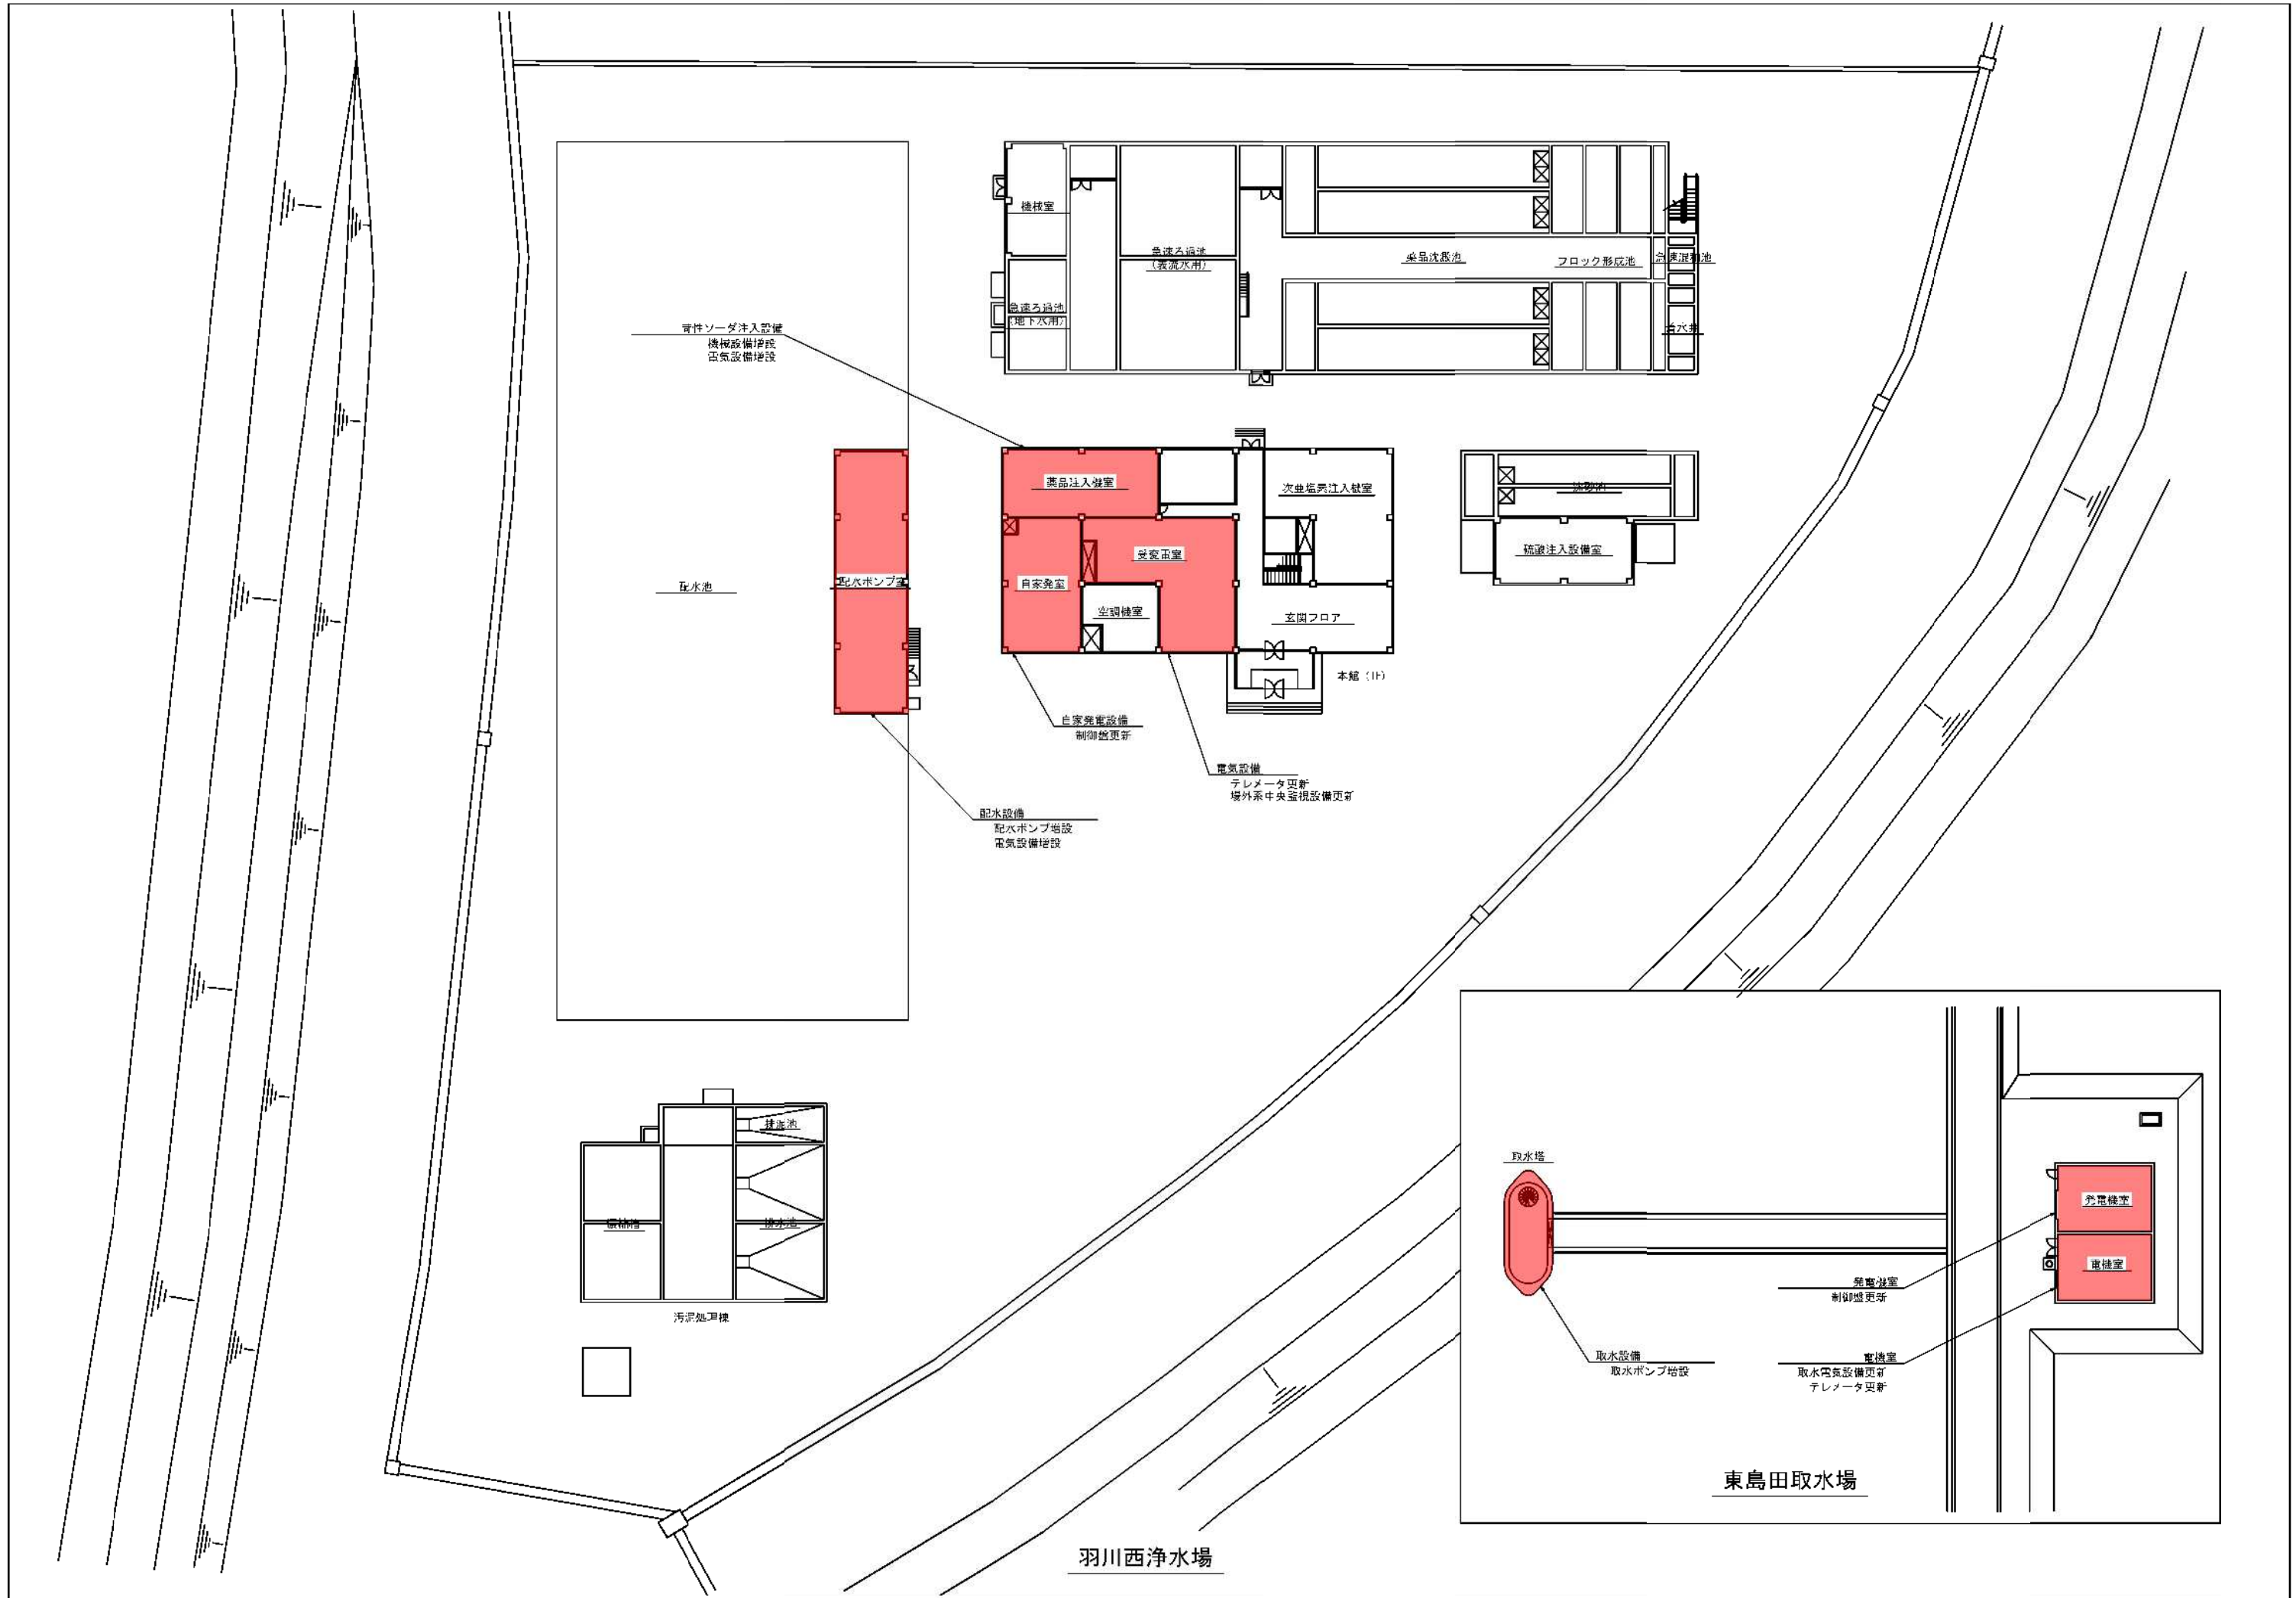 機械室
急速ろ過池
(表流水用)
薬品沈殿池
フロック形成池
急速混和池
急速ろ過池
(地下水用)
着水井
苛性ソーダ注入設備
機械設備増設
電気設備増設
薬品注入機室
次亜塩素注入機室
沈砂池
受変電室
硫酸注入設備室
配水池
配水ポンプ室
自家発室
空調機室
玄関フロア
本館 (1F)
自家発電設備
制御盤更新
電気設備
テレメータ更新
場外系中央監視設備更新
配水設備
配水ポンプ増設
電気設備増設
排泥池
濃縮槽
排水池
汚泥処理棟
取水塔
発電機室
電機室
発電機室
制御盤更新
取水設備
取水ポンプ増設
電機室
取水電気設備更新
テレメータ更新
東島田取水場
羽川西浄水場